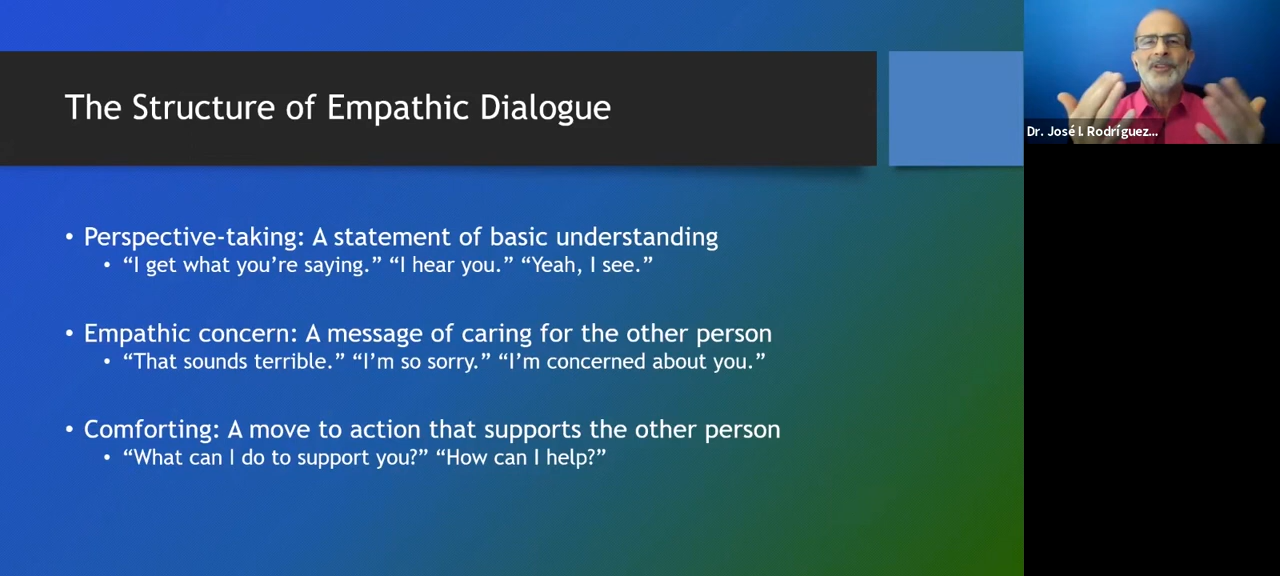 The Structure of Empathic Dialogue
• Perspective-taking: A statement of basic understanding
• “I get what you’re saying.” “I hear you.” “Yeah, I see.”
• Empathic concern: A message of caring for the other person
• “That sounds terrible.” “I’m so sorry.” “I’m concerned about you.”
• Comforting: A move to action that supports the other person
• “What can I do to support you?” “How can I help?”
Dr. José I. Rodríguez...